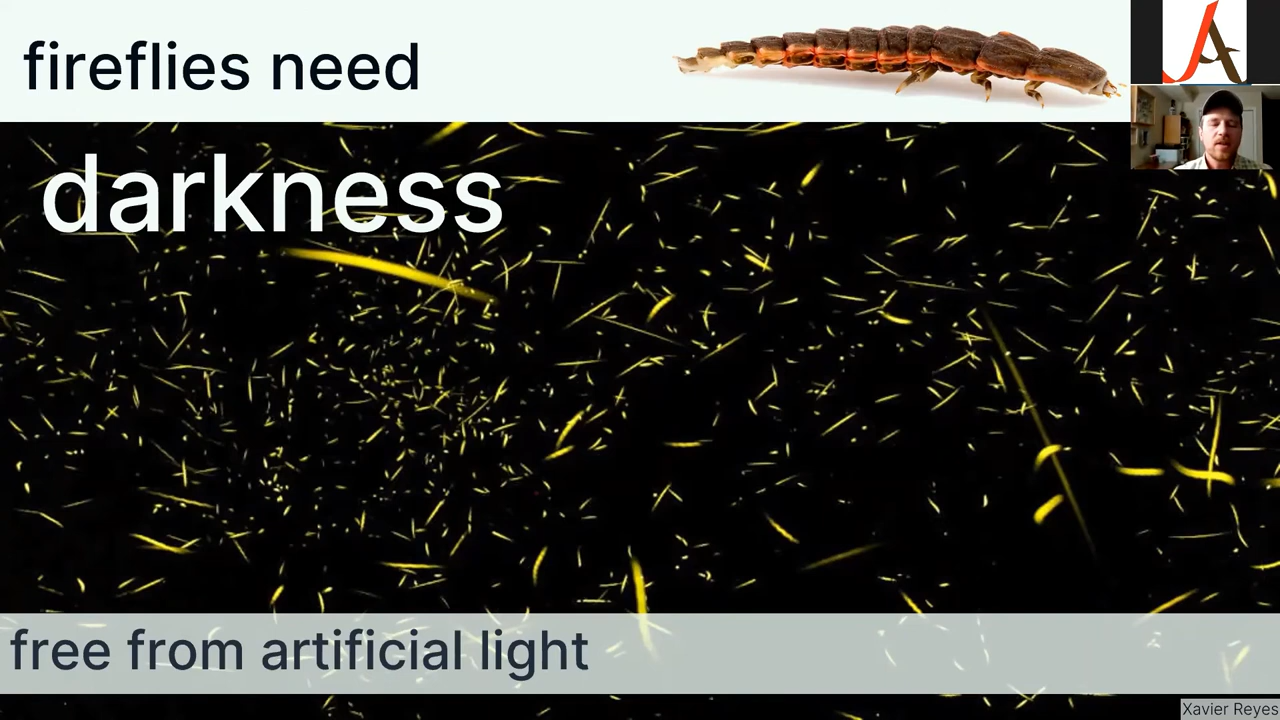 fireflies need
darkness
free from artificial light
Xavier Reyes